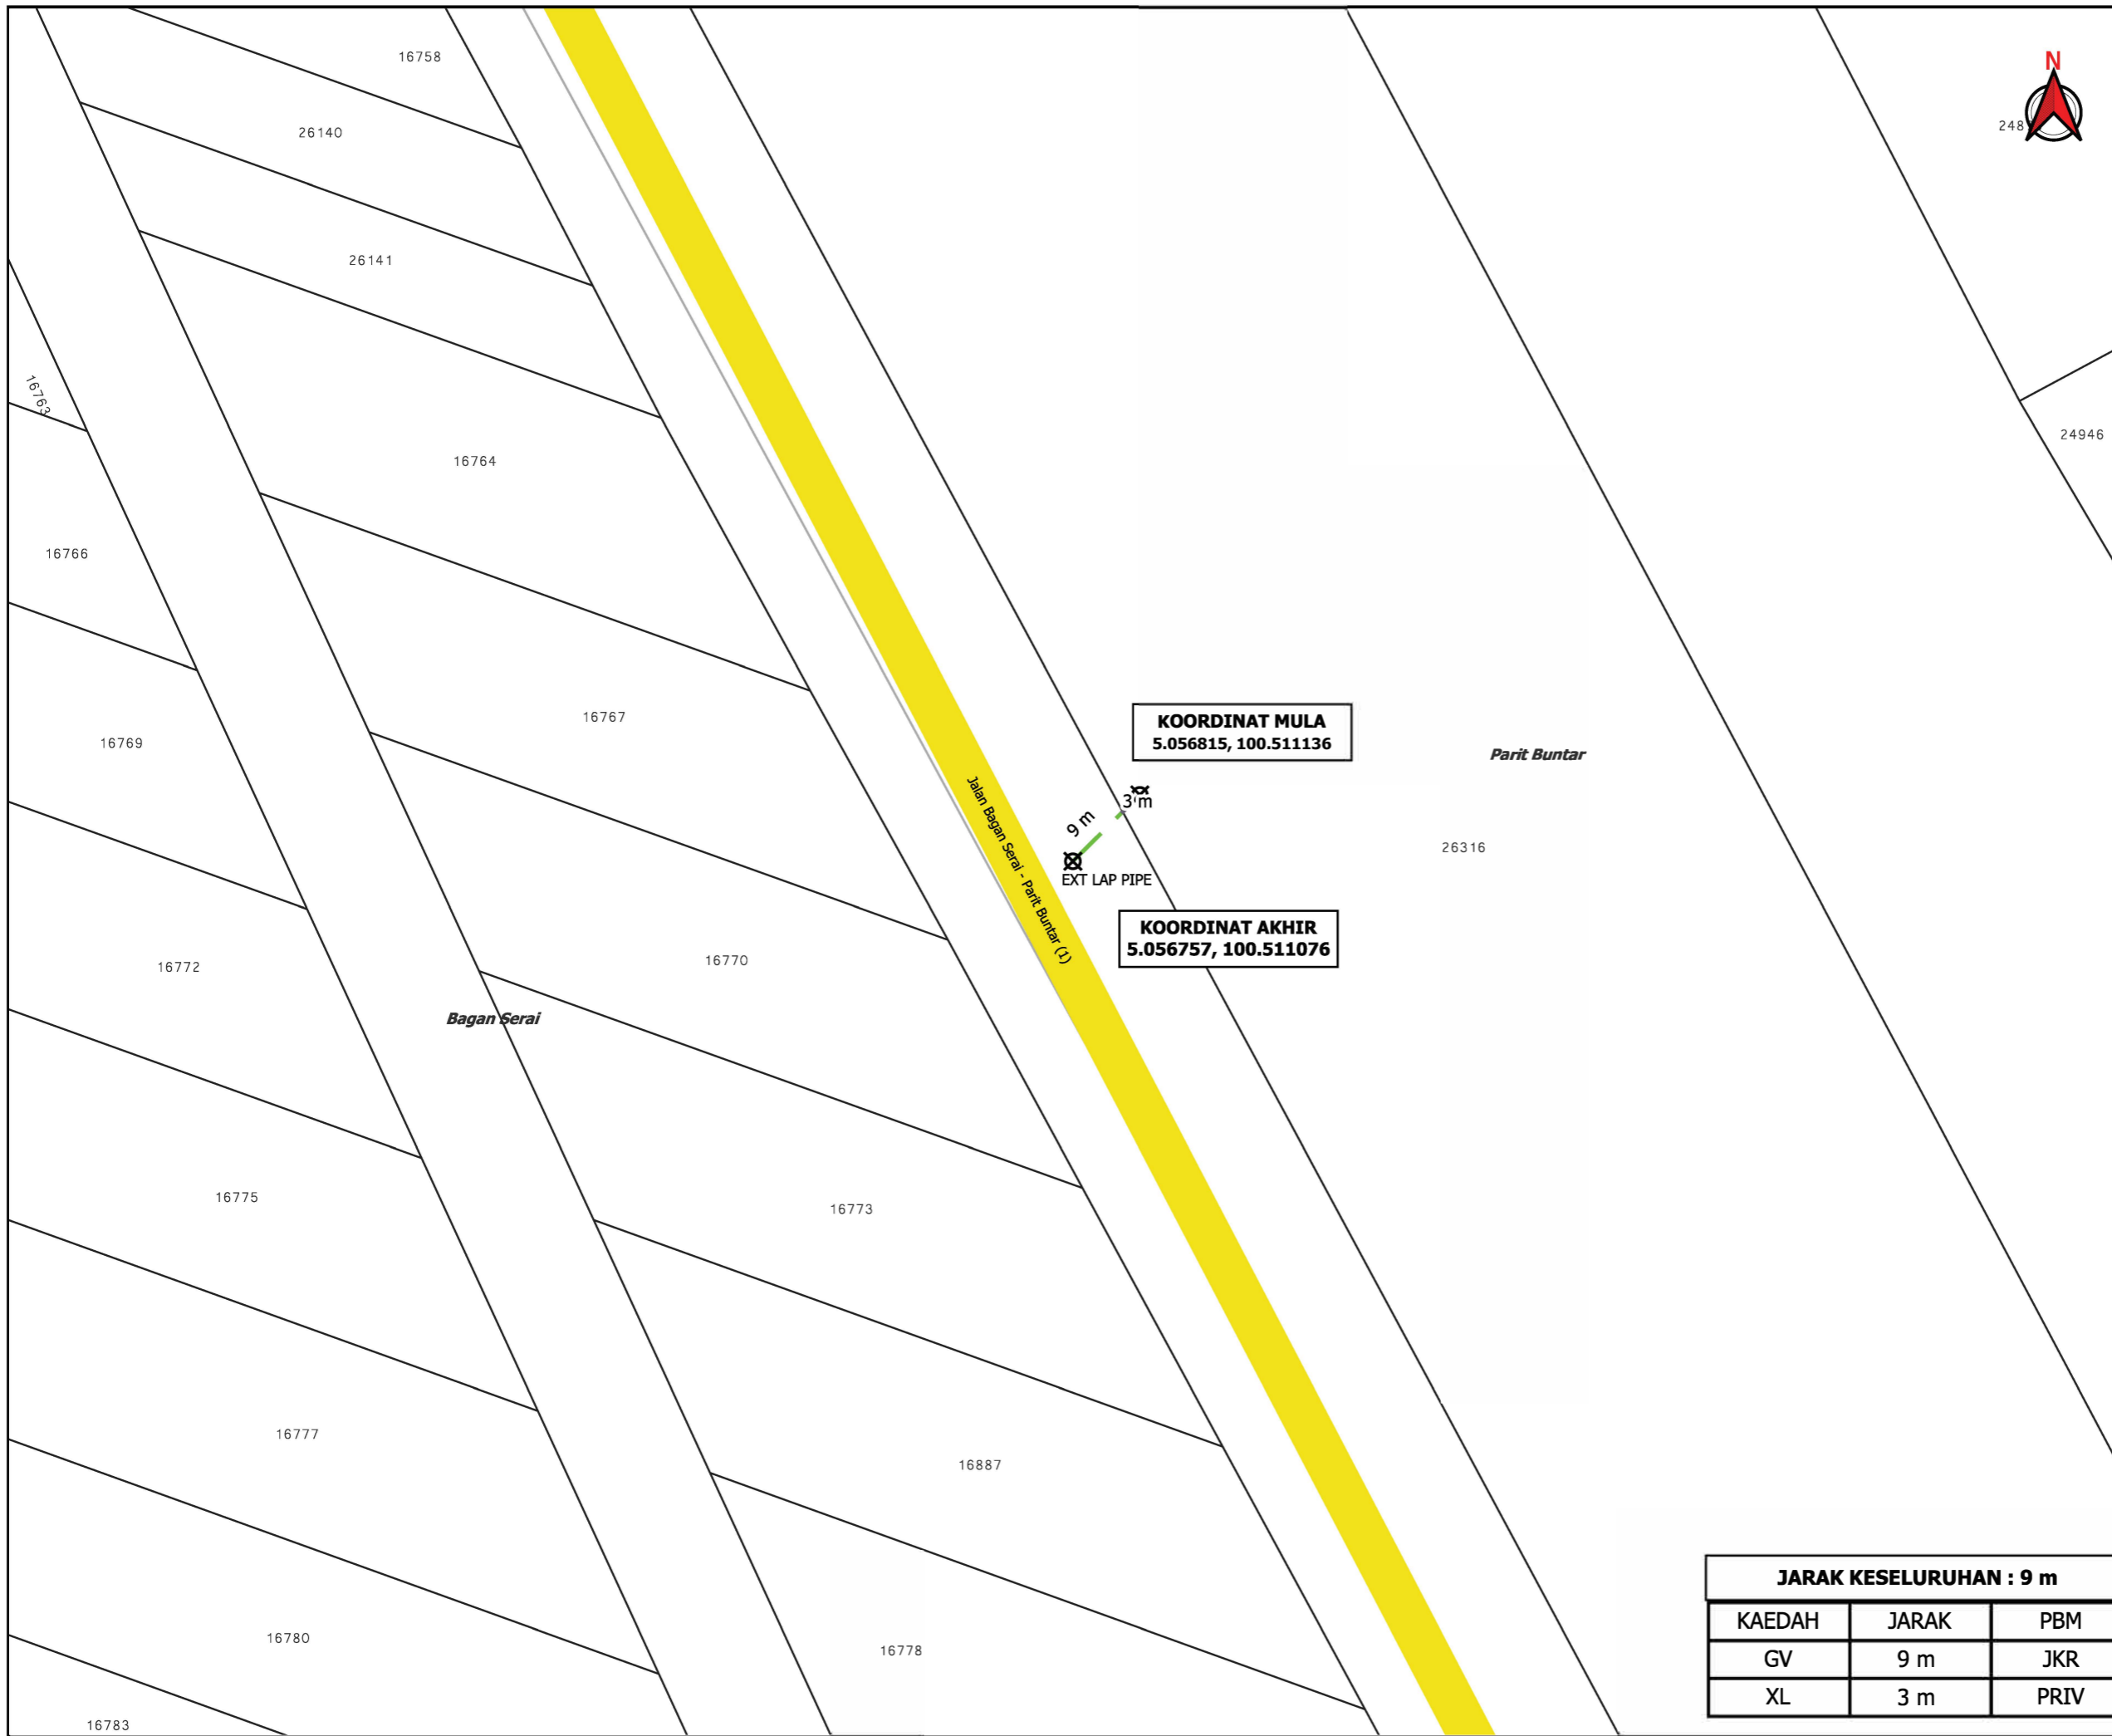 16758
N
26140
248
26141
16763
24946
16764
16766
16767
KOORDINAT MULA
5.056815, 100.511136
16769
Parit Buntar
3 m
9 m
Jalan Bagan Serai - Parit Buntar (1)
26316
EXT LAP PIPE
KOORDINAT AKHIR
5.056757, 100.511076
16770
16772
Bagan Serai
16775
16773
16777
16887
16780
16778
16783
JARAK KESELURUHAN : 9 m
KAEDAH JARAK PBM
GV 9 m JKR
XL 3 m PRIV